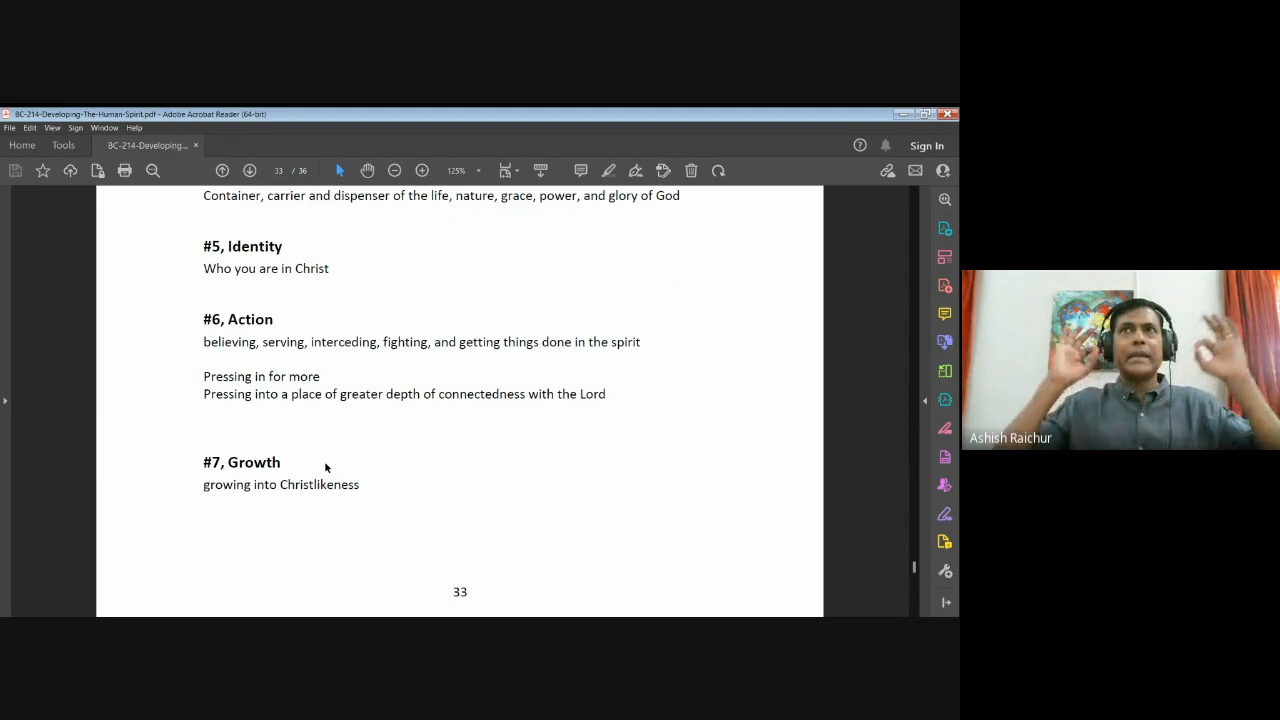 BC-214-Developing-The-Human-Spirit.pdf - Adobe Acrobat Reader (64-bit)
File Edit View Sign Window Help
Home Tools BC-214-Developing... × Sign In
33 / 36 125%
Container, carrier and dispenser of the life, nature, grace, power, and glory of God
#5, Identity
Who you are in Christ
#6, Action
believing, serving, interceding, fighting, and getting things done in the spirit
Pressing in for more
Pressing into a place of greater depth of connectedness with the Lord
#7, Growth
growing into Christlikeness
33
Ashish Raichur